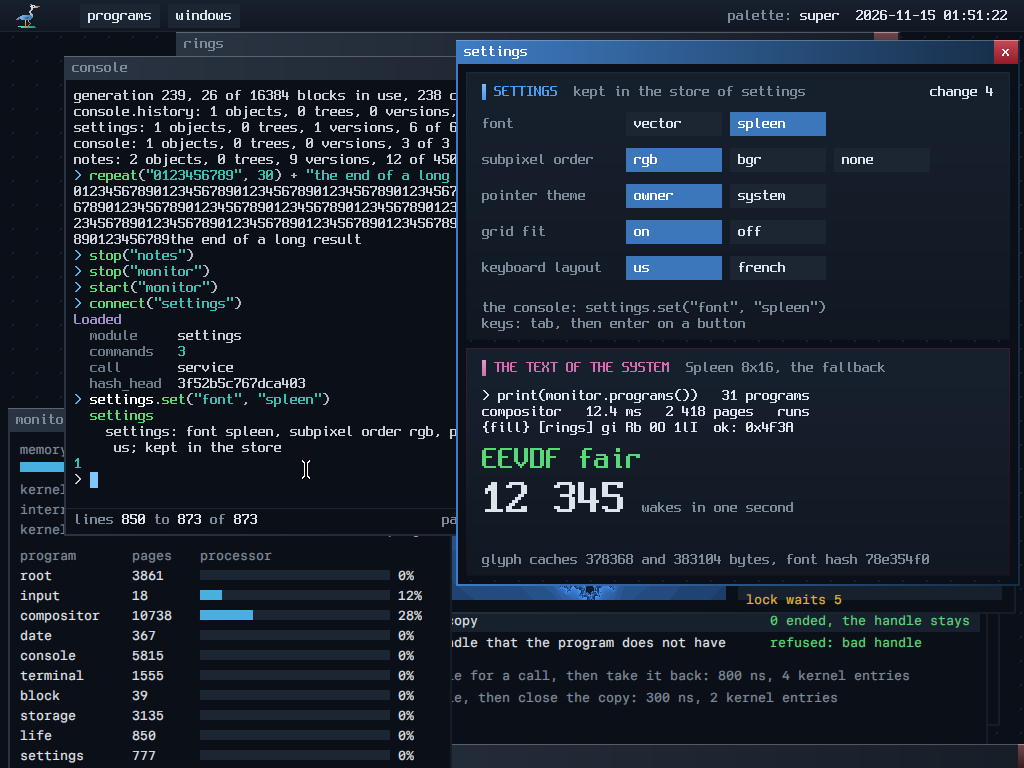 programs windows palette: super 2026-11-15 01:51:22
rings
console
generation 239, 26 of 16384 blocks in use, 238 c
console.history: 1 objects, 0 trees, 0 versions,
settings: 1 objects, 0 trees, 1 versions, 6 of 6
console: 1 objects, 0 trees, 0 versions, 3 of 3
notes: 2 objects, 0 trees, 9 versions, 12 of 450
> repeat("0123456789", 30) + "the end of a long
012345678901234567890123456789012345678901234567
678901234567890123456789012345678901234567890123
234567890123456789012345678901234567890123456789
890123456789the end of a long result
> stop("notes")
> stop("monitor")
> start("monitor")
> connect("settings")
Loaded
module settings
commands 3
call service
hash_head 3f52b5c767dca403
> settings.set("font", "spleen")
settings
settings: font spleen, subpixel order rgb, p
us; kept in the store
1
>
lines 850 to 873 of 873 pa
settings x
SETTINGS kept in the store of settings change 4
font vector spleen
subpixel order rgb bgr none
pointer theme owner system
grid fit on off
keyboard layout us french
the console: settings.set("font", "spleen")
keys: tab, then enter on a button
THE TEXT OF THE SYSTEM Spleen 8x16, the fallback
> print(monitor.programs()) 31 programs
compositor 12.4 ms 2 418 pages runs
{fill} [rings] gi Rb 0O 1lI ok: 0x4f3A
EEVDF fair
12 345 wakes in one second
glyph caches 378368 and 383104 bytes, font hash 78e354f0
monito
memory
kernel
inter
kernel
program pages processor
root 3861 0%
input 18 12%
compositor 10738 28%
date 367 0%
console 5815 0%
terminal 1555 0%
block 39 0%
storage 3135 0%
life 850 0%
settings 777 0%
lock waits 5
copy 0 ended, the handle stays
dle that the program does not have refused: bad handle
le for a call, then take it back: 800 ns, 4 kernel entries
le, then close the copy: 300 ns, 2 kernel entries